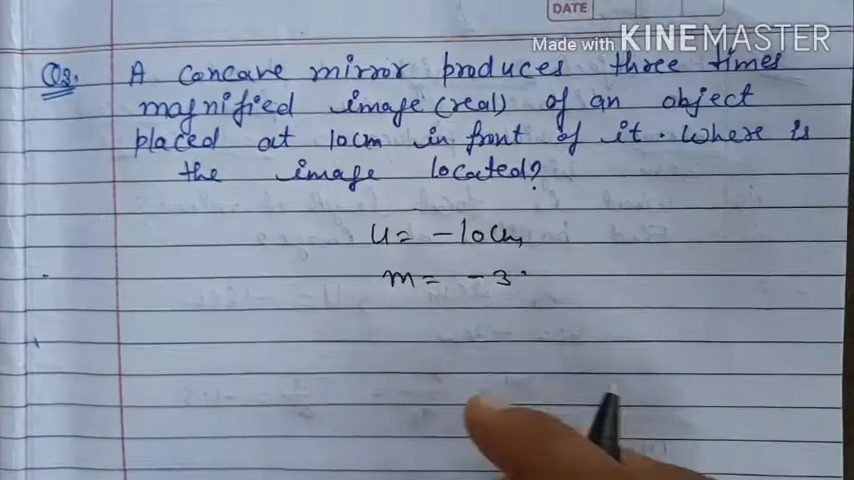 DATE
Made with KINEMASTER
Q3. A concave mirror produces three times
magnified image (real) of an object
placed at 10cm in front of it. Where is
the image located?
u = -10cm,
m = -3.